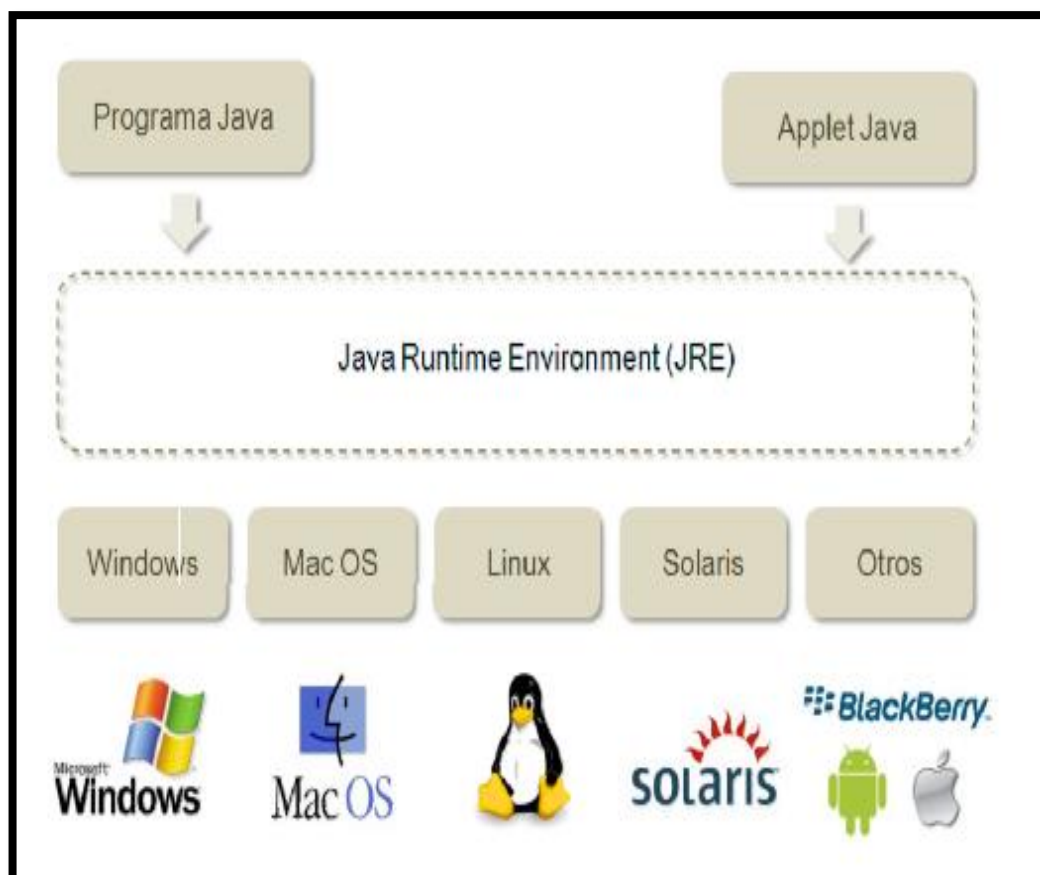 Programa Java
Applet Java
Java Runtime Environment (JRE)
Windows
Mac OS
Linux
Solaris
Otros
BlackBerry
Microsoft
Windows
Mac OS
solaris